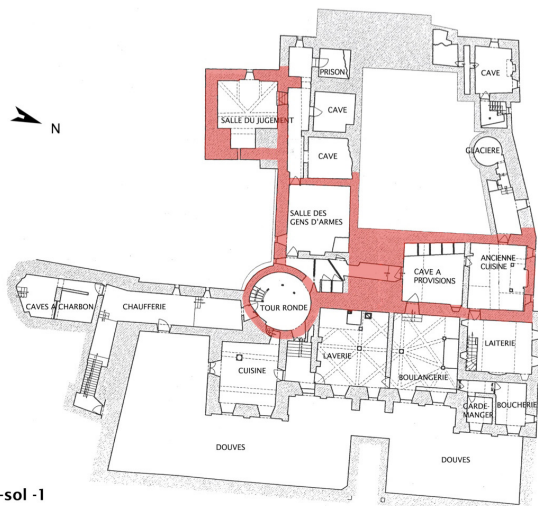 PRISON
CAVE
CAVE
SALLE DU JUGEMENT
CAVE
N
GLACIERE
CAVE
SALLE DES
GENS D'ARMES
ANCIENNE
CUISINE
CAVE A
PROVISIONS
CAVES A CHARBON
CHAUFFERIE
TOUR RONDE
LAITERIE
LAVERIE
CUISINE
BOULANGERIE
GARDE-
MANGER
BOUCHERIE
DOUVES
DOUVES
-sol -1